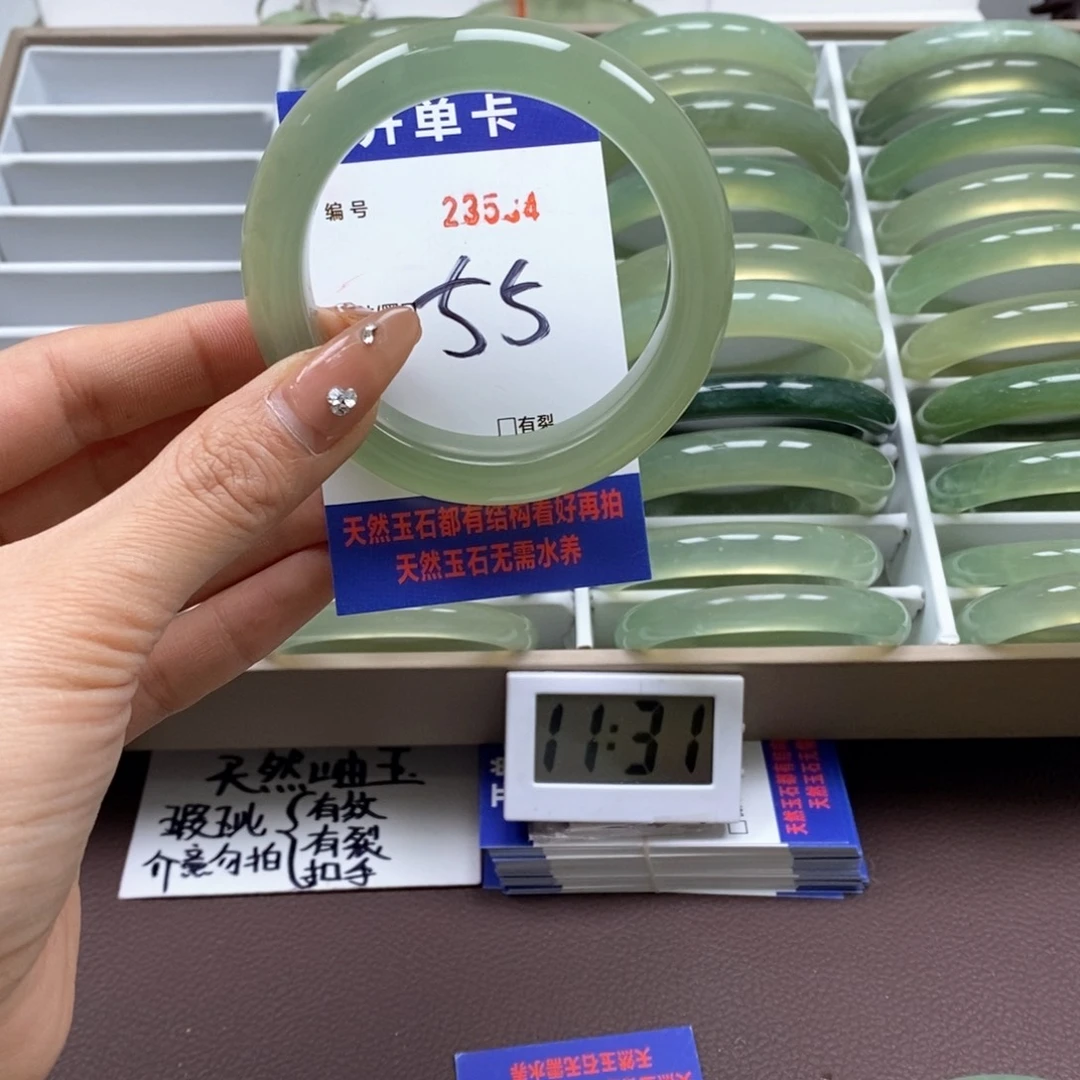 开单卡
编号
55
□有裂
天然玉石都有结构看好再拍
天然玉石无需水养
11:31
天然岫玉
瑕玼
有纹
有裂
扣手
介意勿拍
天然玉石无需水养